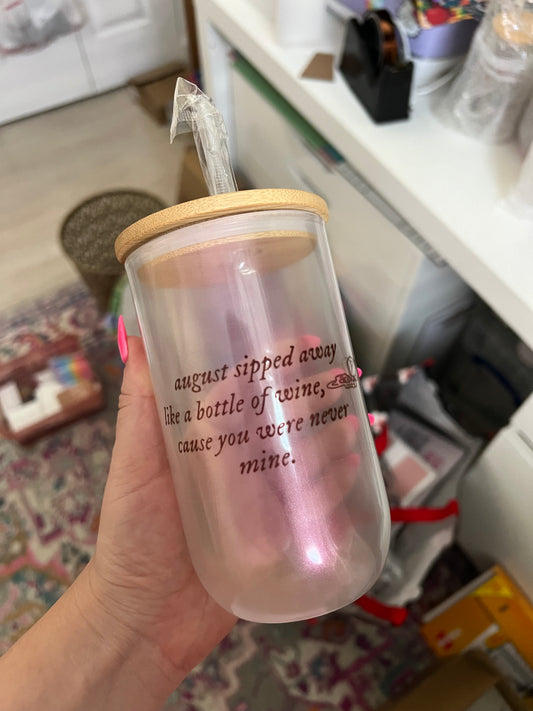 august sipped away
like a bottle of wine,
cause you were never
mine.